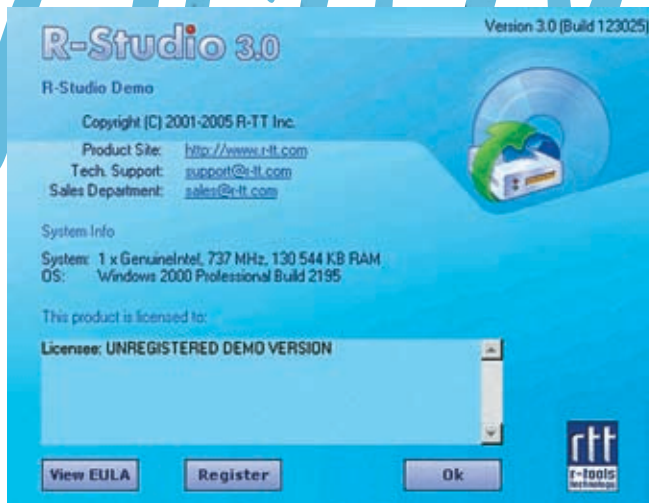 R-Studio 3.0
Version 3.0 (Build 123025)
R-Studio Demo
Copyright (C) 2001-2005 R-TT Inc.
Product Site: http://www.r-tt.com
Tech. Support: support@r-tt.com
Sales Department: sales@r-tt.com
System Info
System: 1 x GenuineIntel, 737 MHz, 130 544 KB RAM
OS: Windows 2000 Professional Build 2195
This product is licensed to:
Licensee: UNREGISTERED DEMO VERSION
View EULA
Register
Ok
rtt
r-tools
technology